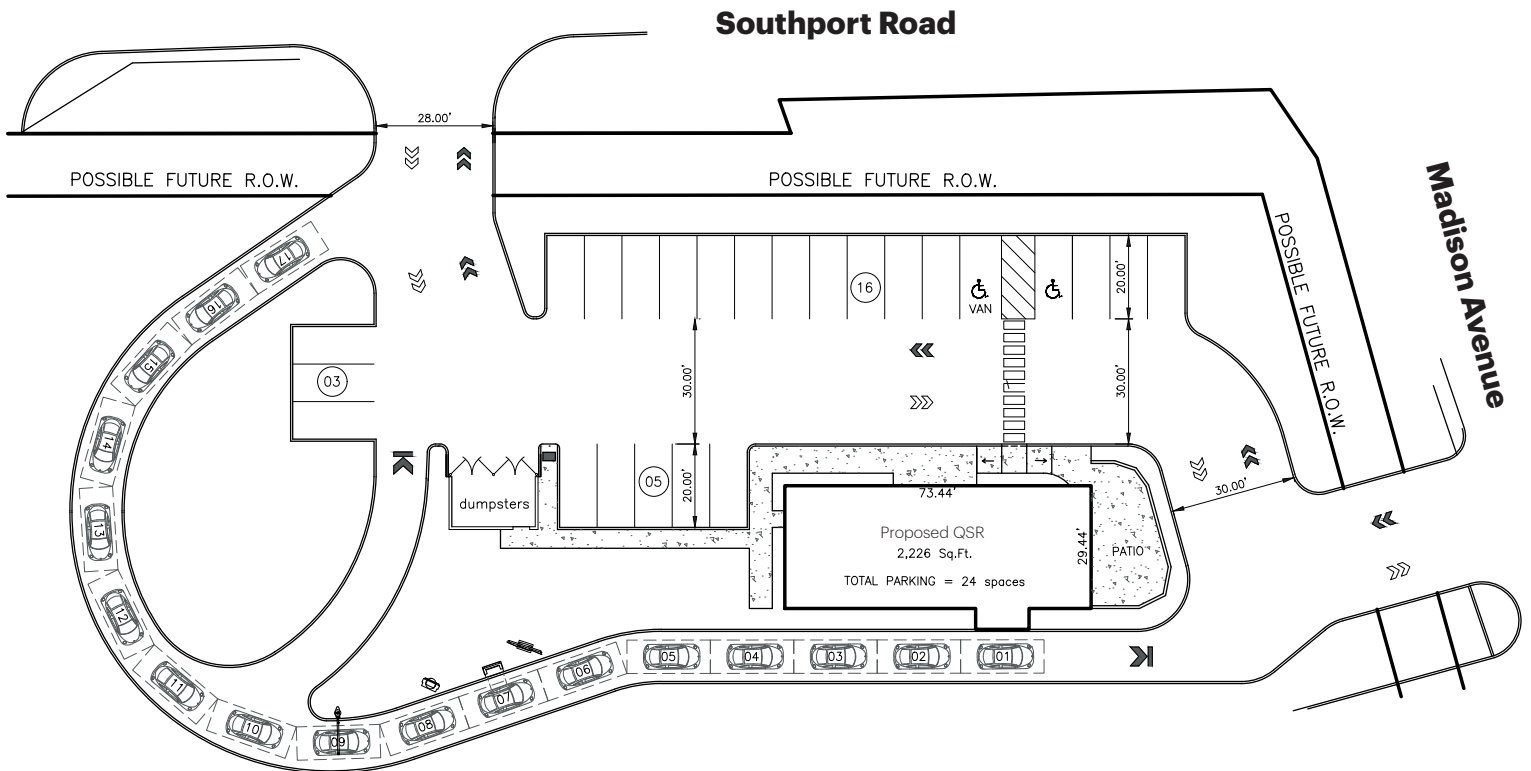 Southport Road
28.00'
POSSIBLE FUTURE R.O.W.
POSSIBLE FUTURE R.O.W.
Madison Avenue
POSSIBLE FUTURE R.O.W.
17
16
15
14
13
12
11
10
09
08
07
06
05
04
03
02
01
16
VAN
20.00'
03
30.00'
30.00'
05
20.00'
30.00'
dumpsters
73.44'
29.44'
Proposed QSR
2,226 Sq.Ft.
TOTAL PARKING = 24 spaces
PATIO